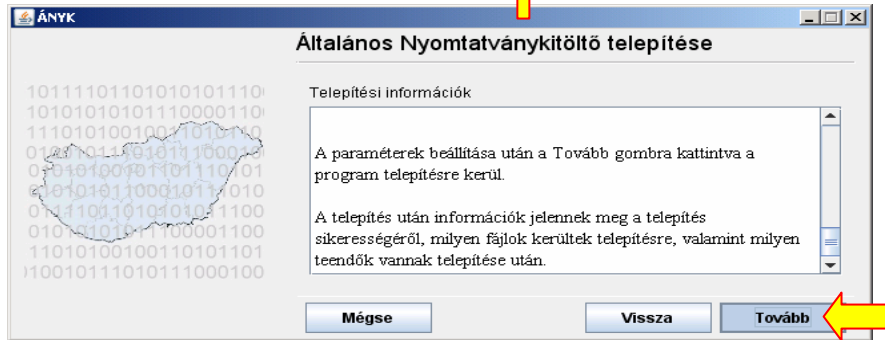 ÁNYK
Általános Nyomtatványkitöltő telepítése
Telepítési információk
A paraméterek beállítása után a Tovább gombra kattintva a
program telepítésre kerül.
A telepítés után információk jelennek meg a telepítés
sikerességéről, milyen fájlok kerültek telepítésre, valamint milyen
teendők vannak telepítése után.
Mégse
Vissza
Tovább